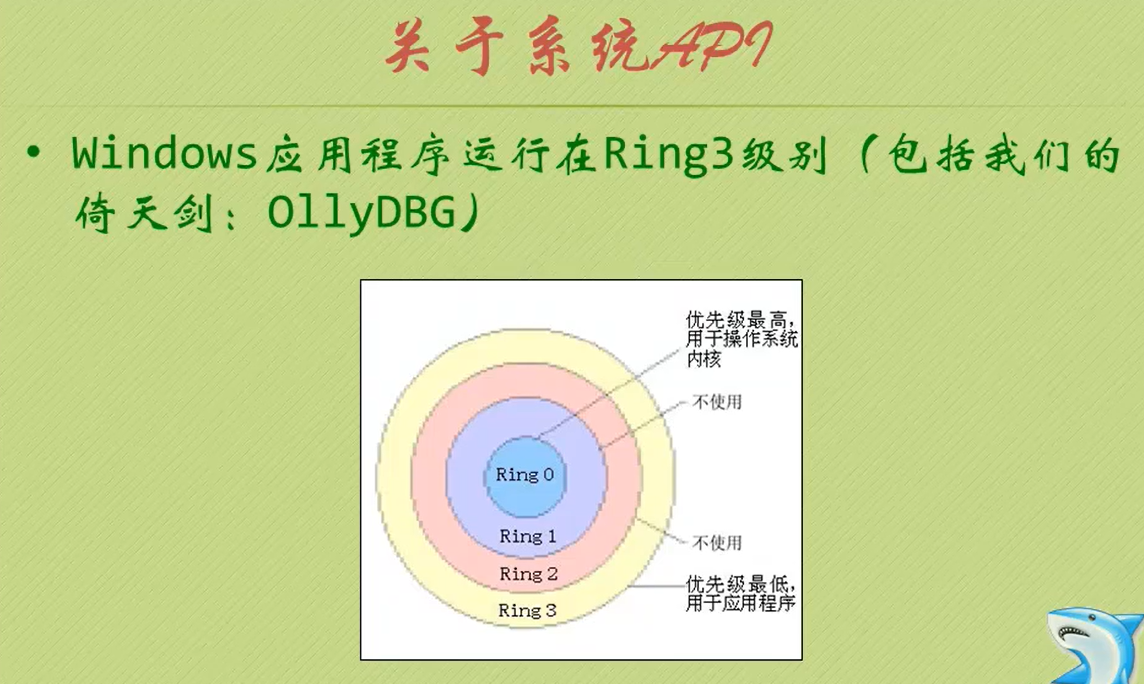 关于系统API
• Windows应用程序运行在Ring3级别（包括我们的
倚天剑：OllyDBG）
优先级最高，
用于操作系统
内核
不使用
Ring 0
Ring 1
不使用
Ring 2
优先级最低，
用于应用程序
Ring 3